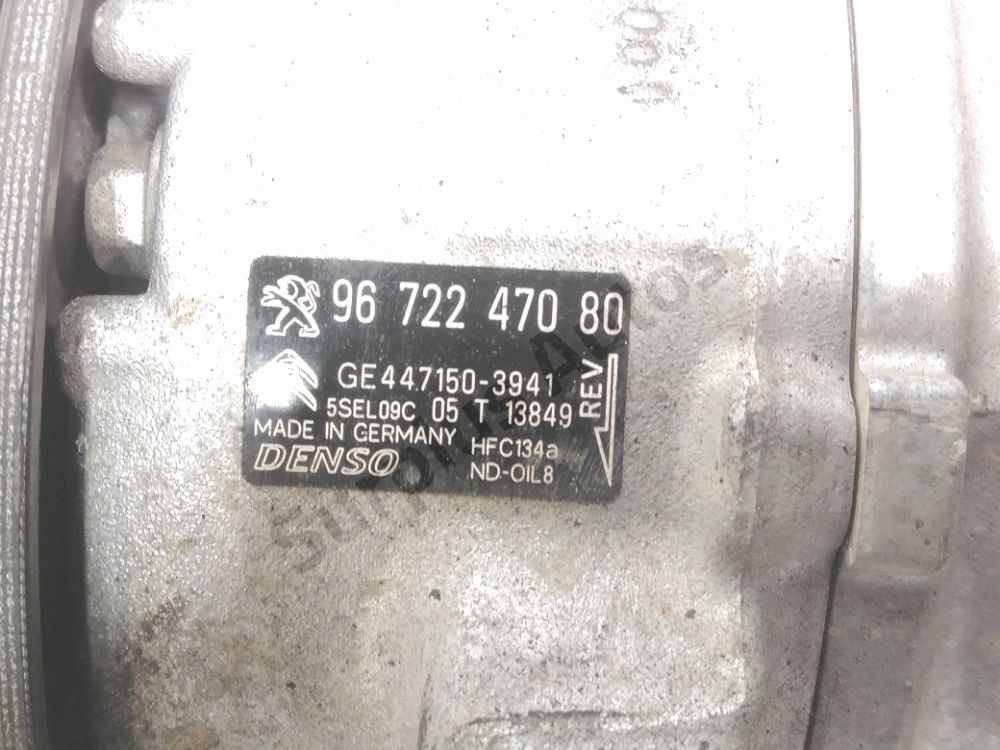 96 722 470 80
GE447150-3941
5SEL09C 05 T 13849
REV
MADE IN GERMANY
HFC134a
DENSO
ND-OIL8